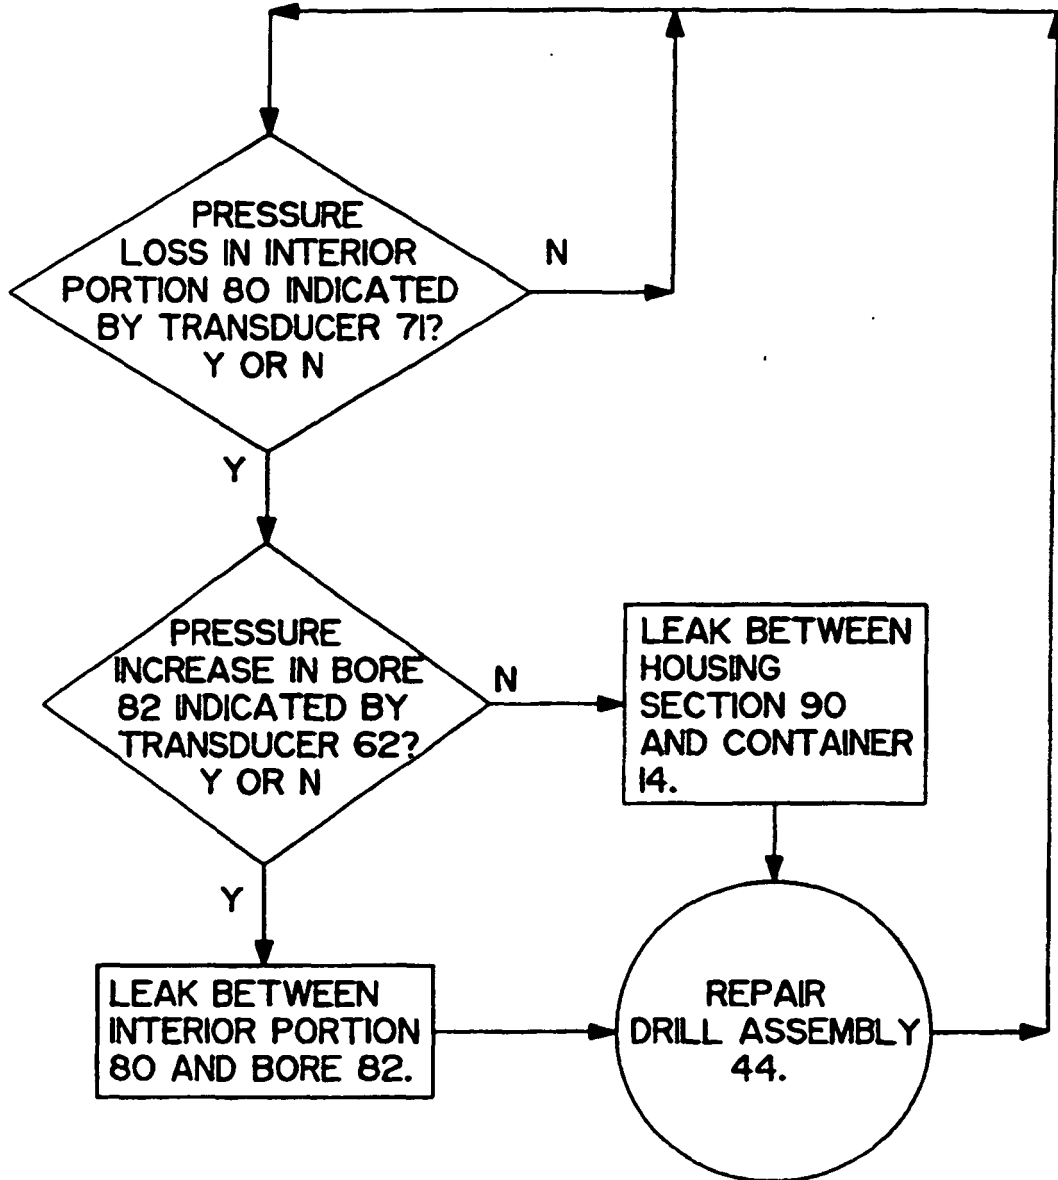 PRESSURE
LOSS IN INTERIOR
PORTION 80 INDICATED
BY TRANSDUCER 71?
Y OR N
N
Y
PRESSURE
INCREASE IN BORE
82 INDICATED BY
TRANSDUCER 62?
Y OR N
N
LEAK BETWEEN
HOUSING
SECTION 90
AND CONTAINER
14.
Y
LEAK BETWEEN
INTERIOR PORTION
80 AND BORE 82.
REPAIR
DRILL ASSEMBLY
44.